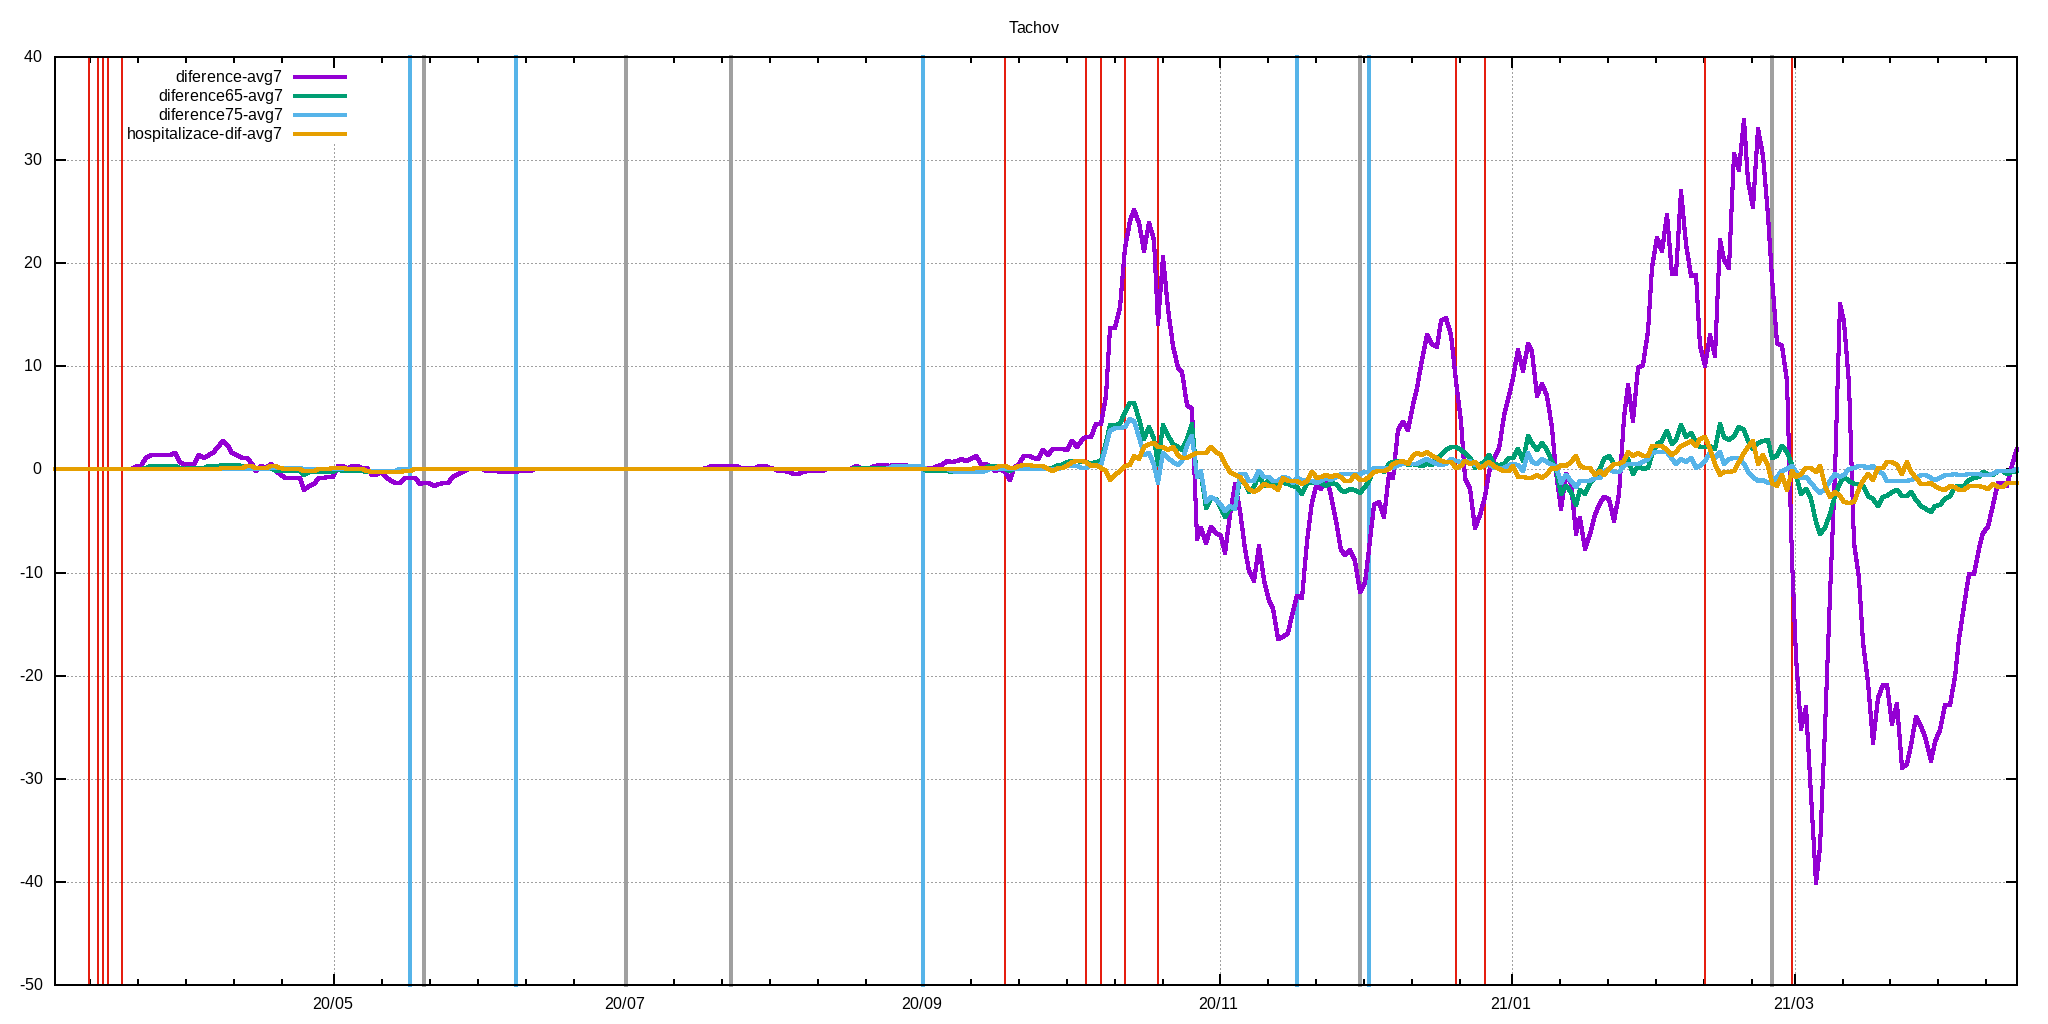 Tachov
40
diference-avg7
diference65-avg7
diference75-avg7
hospitalizace-dif-avg7
30
20
10
0
-10
-20
-30
-40
-50
20/05 20/07 20/09 20/11 21/01 21/03